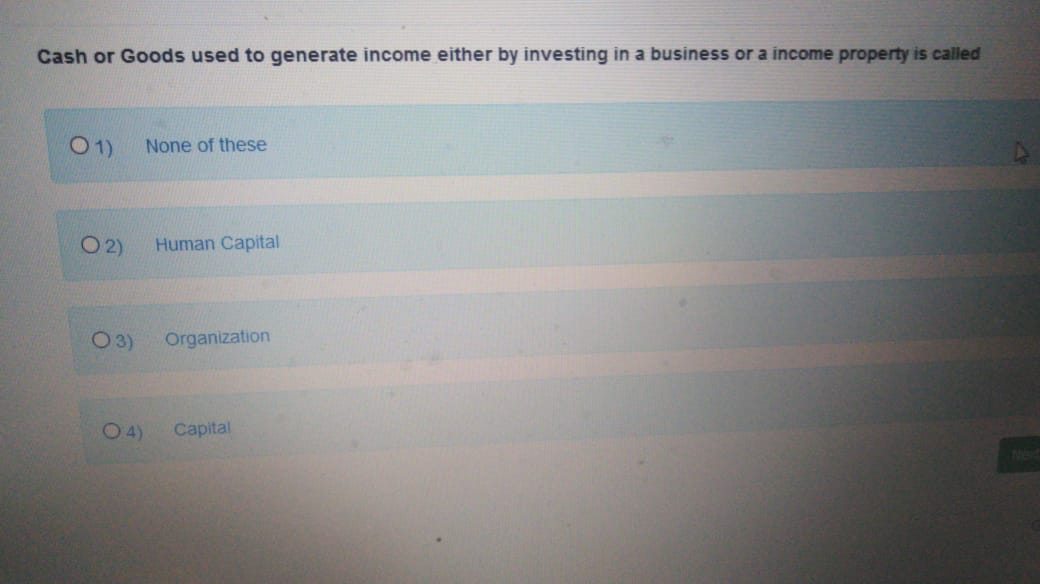 Cash or Goods used to generate income either by investing in a business or a income property is called
1) None of these
2) Human Capital
3) Organization
4) Capital
Next